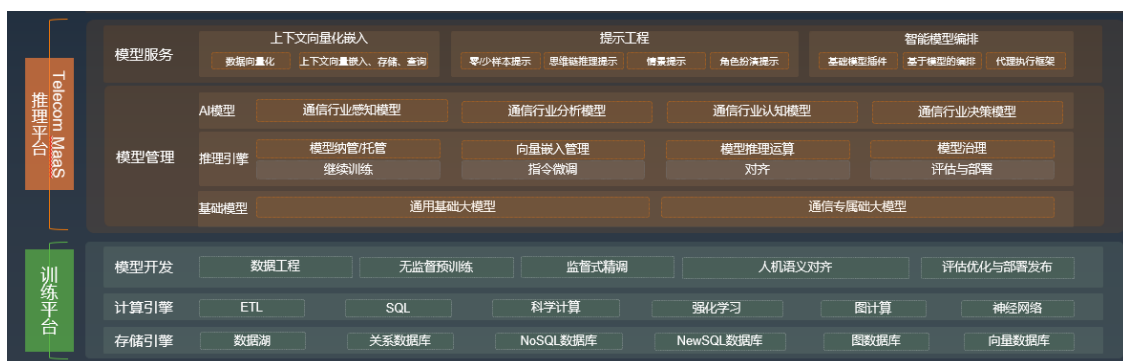 Telecom MaaS
推理平台
模型服务
上下文向量化嵌入
数据向量化 上下文向量嵌入、存储、查询
提示工程
零/少样本提示 思维链推理提示 情景提示 角色扮演提示
智能模型编排
基础模型插件 基于模型的编排 代理执行框架
模型管理
AI模型 通信行业感知模型 通信行业分析模型 通信行业认知模型 通信行业决策模型
推理引擎 模型纳管/托管 向量嵌入管理 模型推理运算 模型治理
继续训练 指令微调 对齐 评估与部署
基础模型 通用基础大模型 通信专属础大模型
训练平台
模型开发 数据工程 无监督预训练 监督式精调 人机语义对齐 评估优化与部署发布
计算引擎 ETL SQL 科学计算 强化学习 图计算 神经网络
存储引擎 数据湖 关系数据库 NoSQL数据库 NewSQL数据库 图数据库 向量数据库